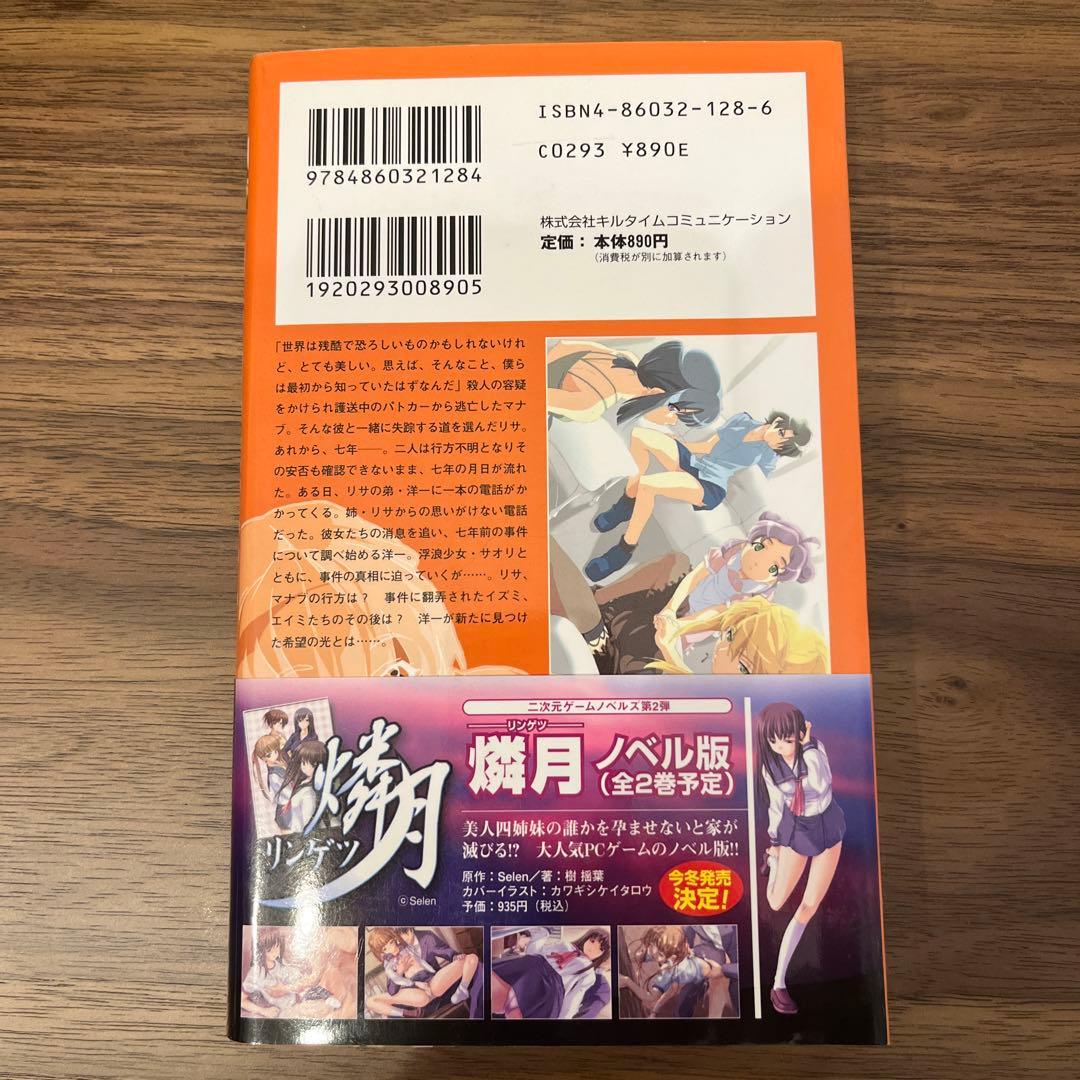 ISBN4-86032-128-6
C0293 ¥890E
9784860321284
株式会社キルタイムコミュニケーション
定価：本体890円
（消費税が別に加算されます）
1920293008905
「世界は残酷で恐ろしいものかもしれないけれ
ど、とても美しい。思えば、そんなこと、僕ら
は最初から知っていたはずなんだ」殺人の容疑
をかけられ護送中のパトカーから逃亡したマナ
ブ。そんな彼と一緒に失踪する道を選んだリサ。
あれから、七年――。二人は行方不明となりそ
の安否も確認できないまま、七年の月日が流れ
た。ある日、リサの弟・洋一に一本の電話がか
かってくる。姉・リサからの思いがけない電話
だった。彼女たちの消息を追い、七年前の事件
について調べ始める洋一。浮浪少女・サオリと
ともに、事件の真相に迫っていくが……。リサ、
マナブの行方は？　事件に翻弄されたイズミ、
エイミたちのその後は？　洋一が新たに見つけ
た希望の光とは……。
二次元ゲームノベルズ第2弾
リンゲツ
燐月 ノベル版
（全2巻予定）
燐月
リンゲツ
©Selen
美人四姉妹の誰かを孕ませないと家が
滅びる!?　大人気PCゲームのノベル版!!
原作：Selen／著：樹 揺葉
カバーイラスト：カワギシケイタロウ
予価：935円（税込）
今冬発売
決定！